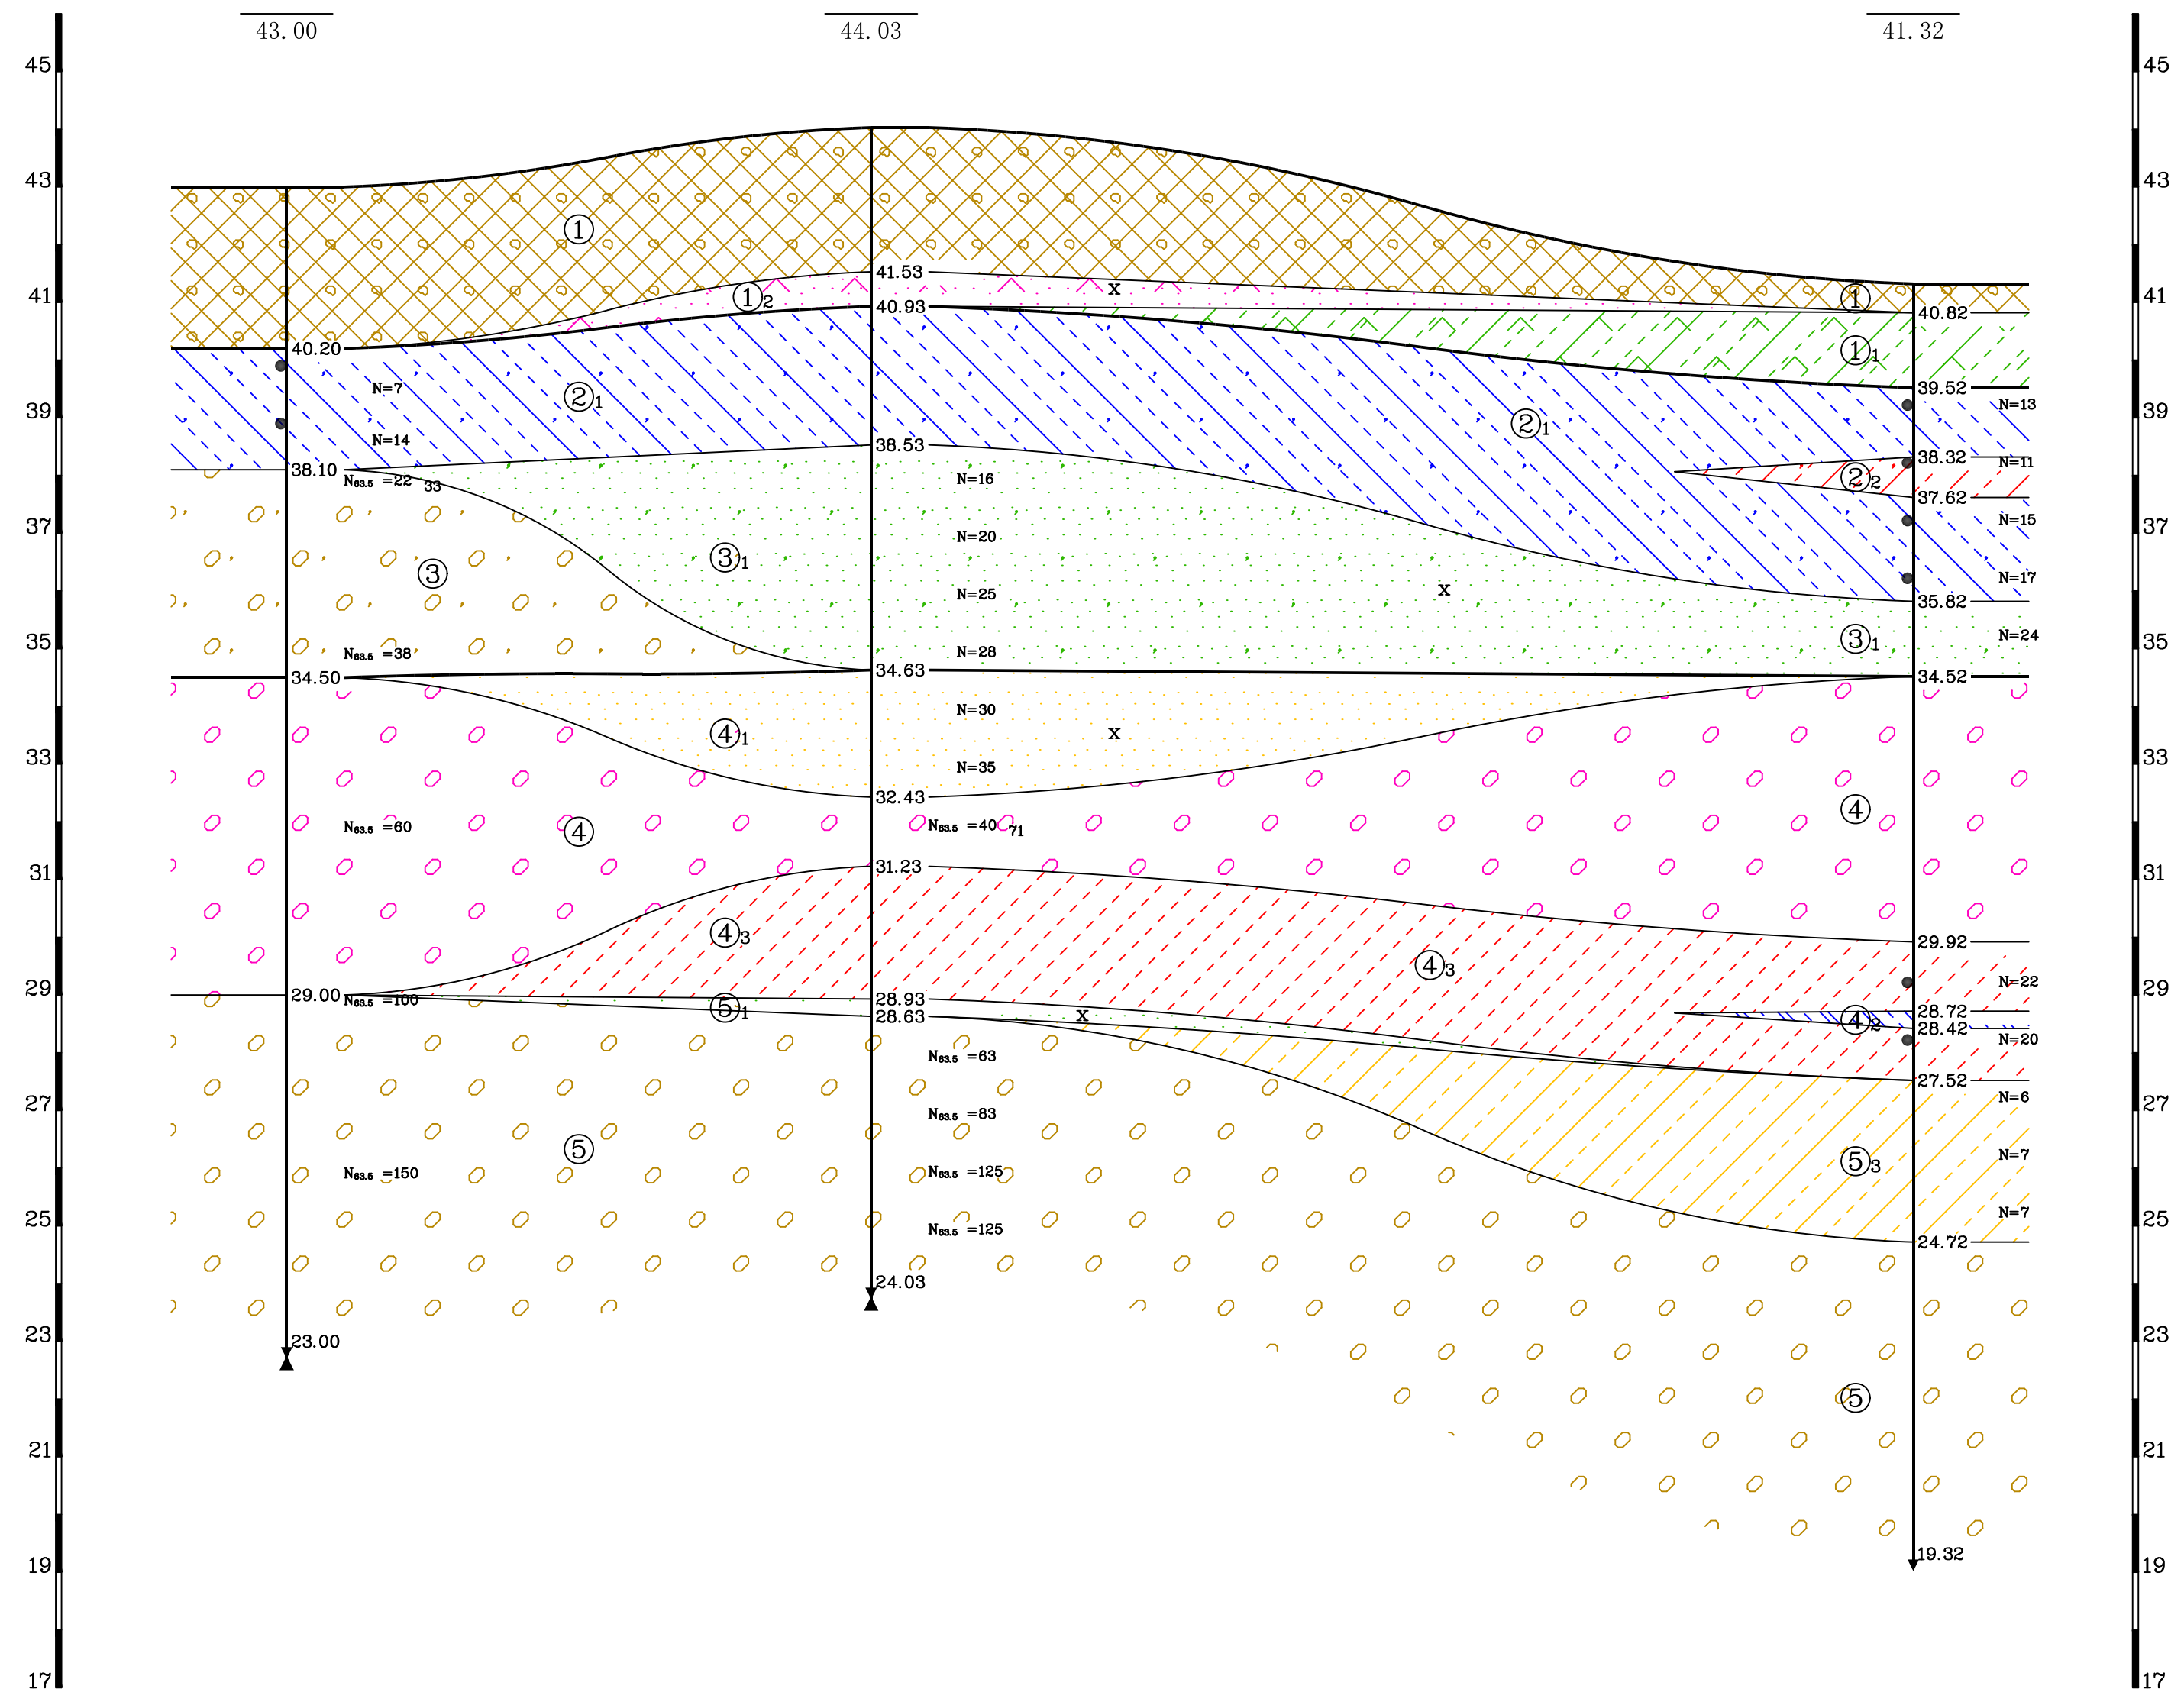 43.00 44.03 41.32
45 45
43 43
①
41.53
①₂ x
41 ① 41
40.93 40.82
40.20 ①₁
N=7 ②₁ 39.52
39 ②₁ N=13 39
N=14 38.53
38.10 38.32
N63.5 =22 33 N=16 ②₂ N=11
37.62
37 N=20 N=15 37
③ ③₁
N=25 x N=17
35.82
35 N63.5 =38 N=28 ③₁ N=24 35
34.50 34.63 34.52
④₁ N=30 x
33 N=35 33
32.43
N63.5 =60 ④ N63.5 =40 71 ④
31 31.23 31
④₃ ④₃ 29.92
29 29.00 N63.5 =100 28.93 N=22 29
⑤₁ 28.63 x ④₂ 28.72
28.42
N63.5 =63 N=20
27.52
27 N63.5 =83 N=6 27
⑤ ⑤₃ N=7
N63.5 =150 N63.5 =125
25 N63.5 =125 N=7 25
24.72
24.03
23 23.00 23
⑤
21 21
19.32
19 19
17 17